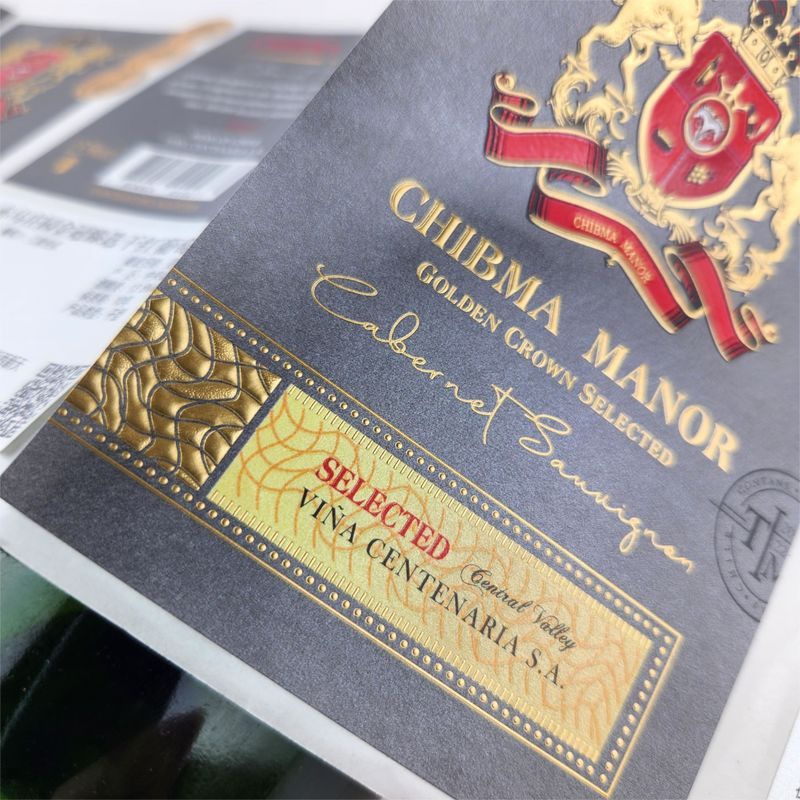 CHIBMA MANOR
CHIBMA MANOR
GOLDEN CROWN SELECTED
Cabernet Sauvignon
SELECTED
Central Valley
VIÑA CENTENARIA S.A.